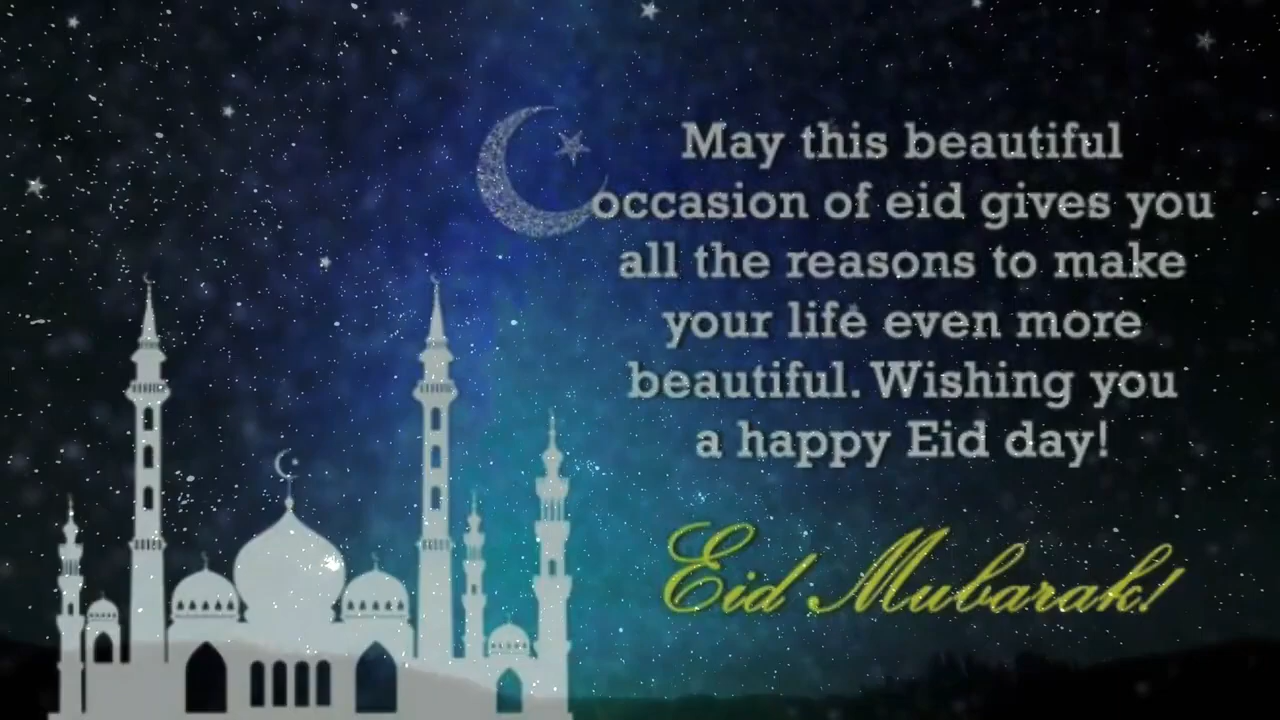 May this beautiful
occasion of eid gives you
all the reasons to make
your life even more
beautiful. Wishing you
a happy Eid day!
Eid Mubarak!